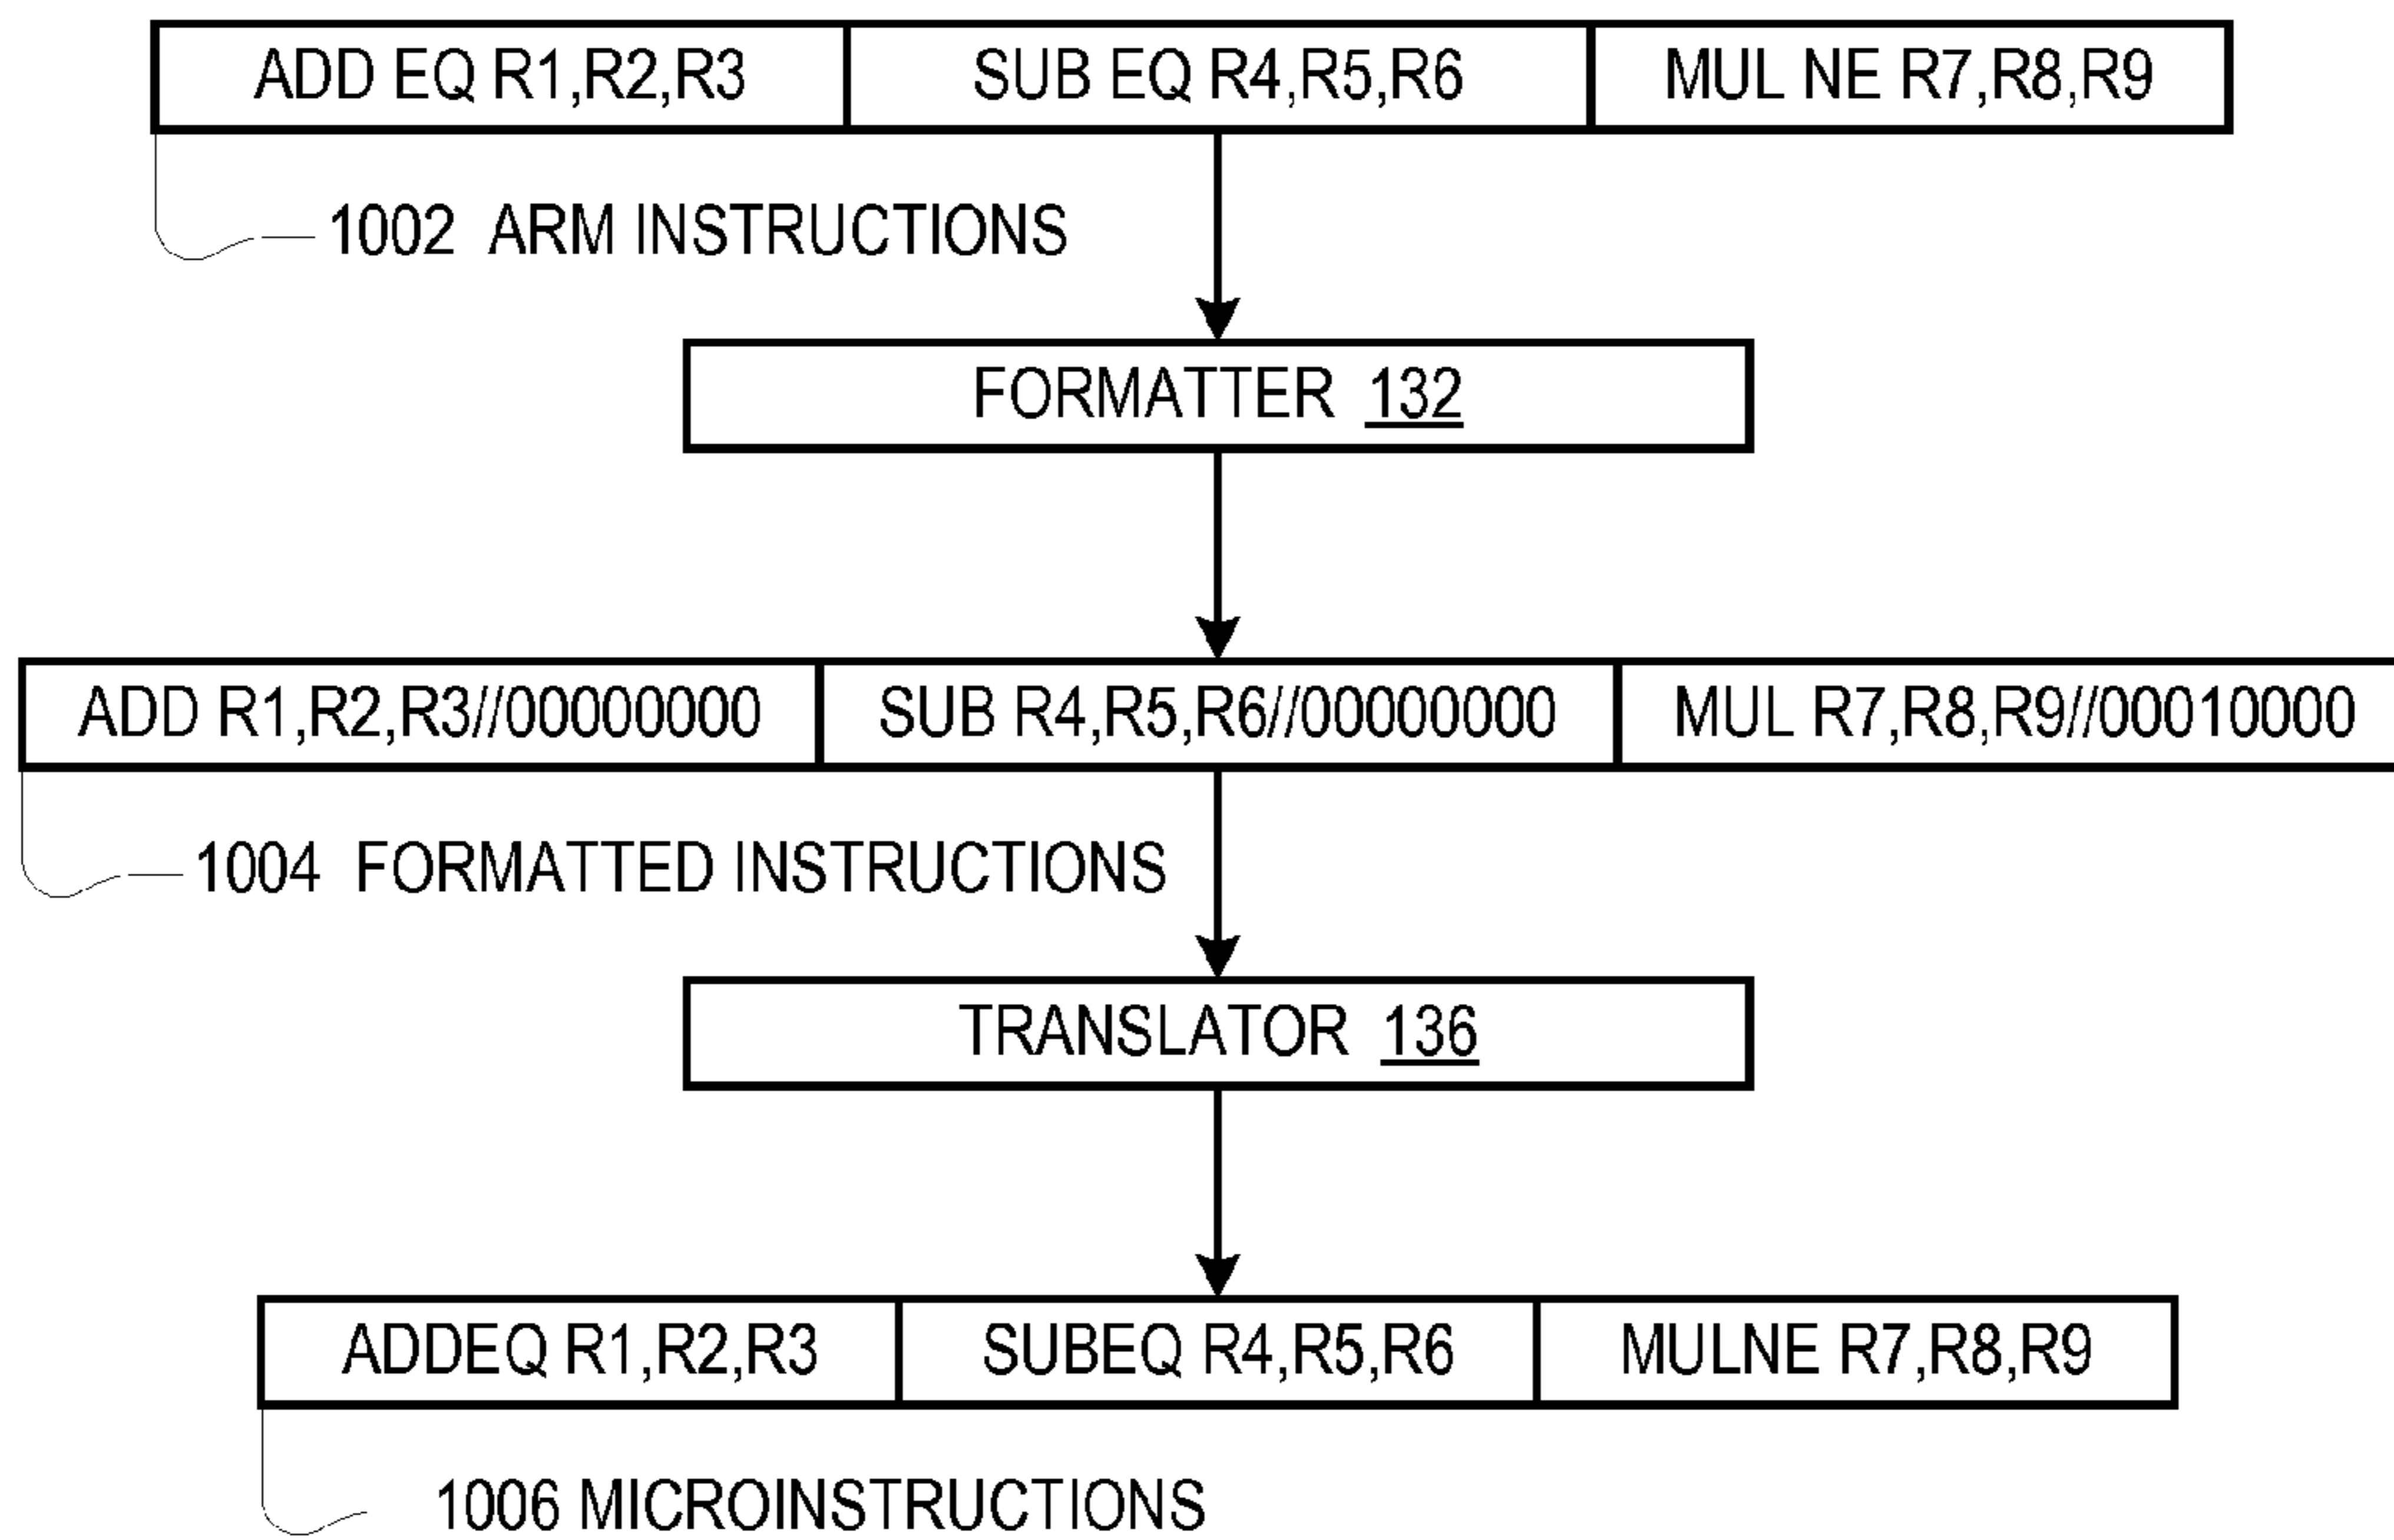 ADD EQ R1,R2,R3 SUB EQ R4,R5,R6 MUL NE R7,R8,R9
1002 ARM INSTRUCTIONS
FORMATTER 132
ADD R1,R2,R3//00000000 SUB R4,R5,R6//00000000 MUL R7,R8,R9//00010000
1004 FORMATTED INSTRUCTIONS
TRANSLATOR 136
ADDEQ R1,R2,R3 SUBEQ R4,R5,R6 MULNE R7,R8,R9
1006 MICROINSTRUCTIONS